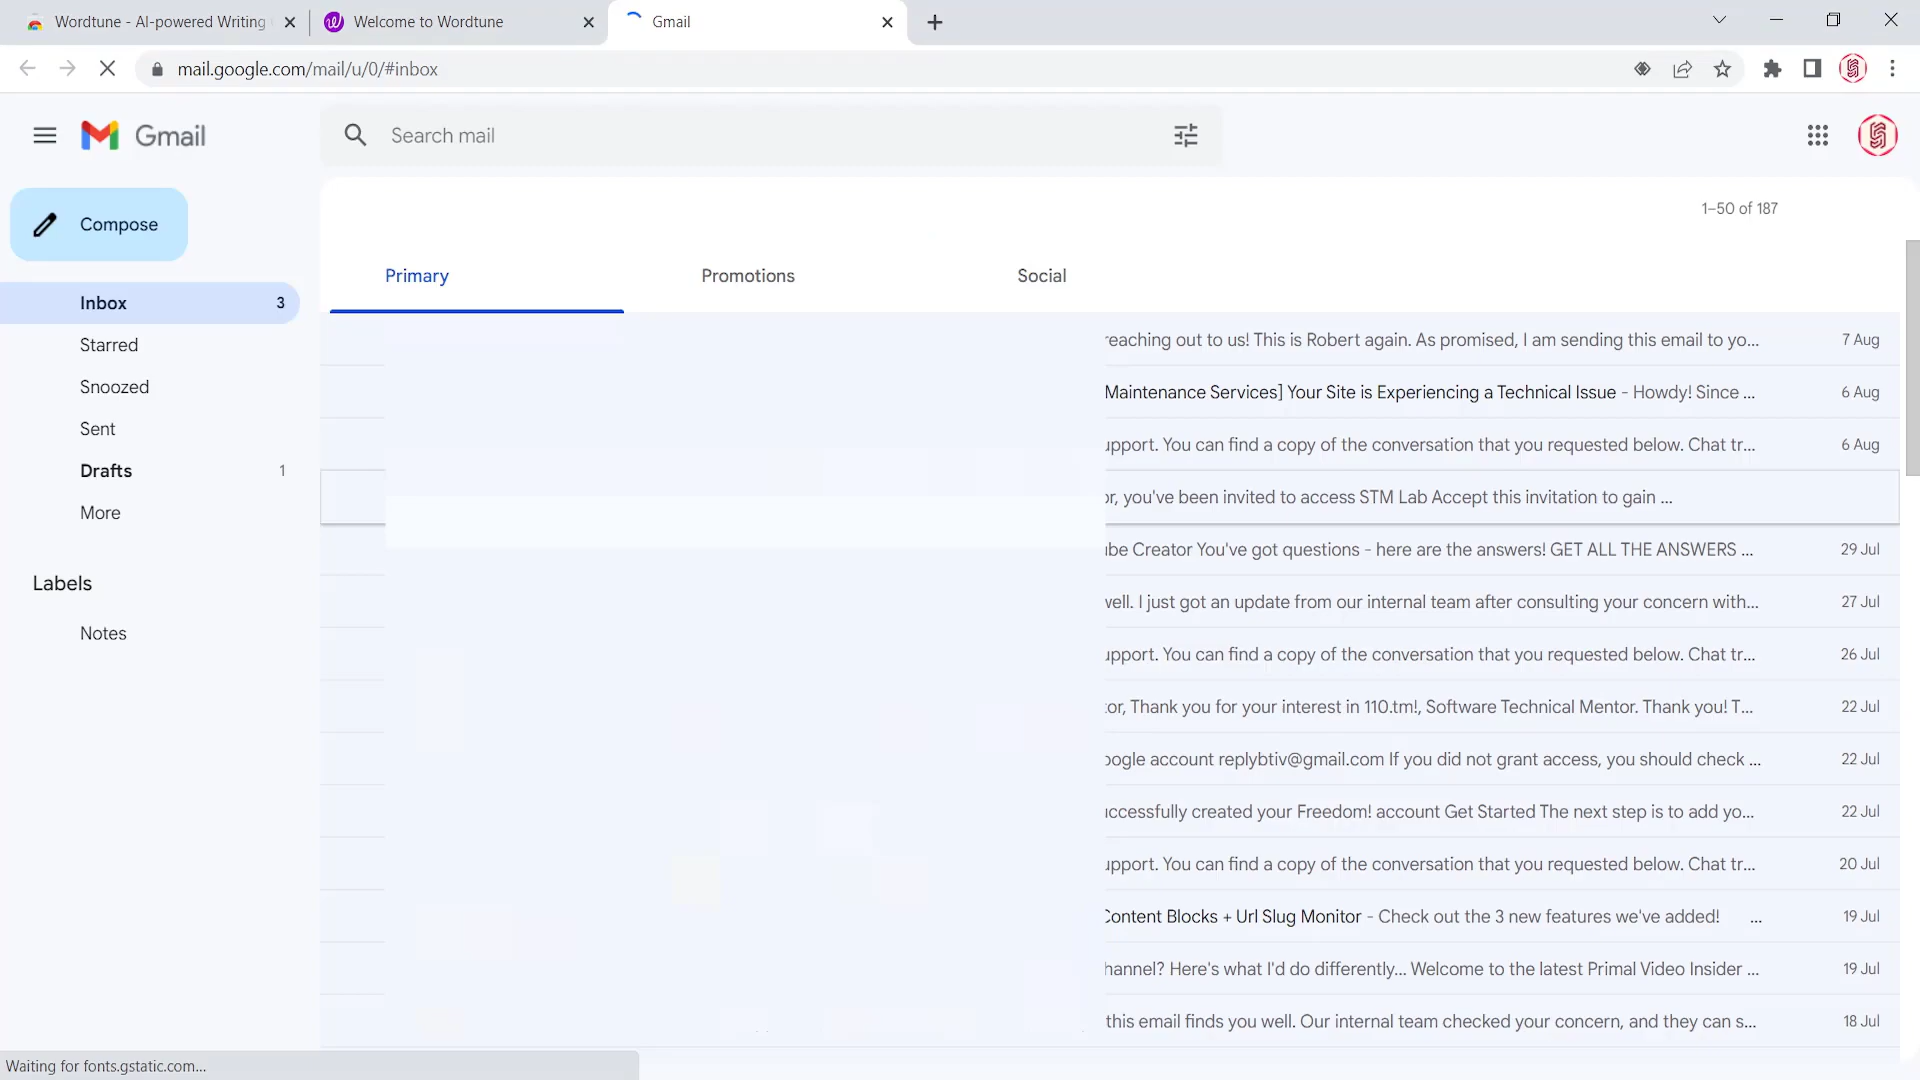 Wordtune - AI-powered Writing
Welcome to Wordtune
Gmail
mail.google.com/mail/u/0/#inbox
Gmail
Search mail
Compose
1–50 of 187
Primary
Promotions
Social
Inbox 3
Starred
Snoozed
Sent
Drafts 1
More
Labels
Notes
reaching out to us! This is Robert again. As promised, I am sending this email to yo... 7 Aug
Maintenance Services] Your Site is Experiencing a Technical Issue - Howdy! Since ... 6 Aug
upport. You can find a copy of the conversation that you requested below. Chat tr... 6 Aug
or, you've been invited to access STM Lab Accept this invitation to gain ...
ube Creator You've got questions - here are the answers! GET ALL THE ANSWERS ... 29 Jul
well. I just got an update from our internal team after consulting your concern with... 27 Jul
upport. You can find a copy of the conversation that you requested below. Chat tr... 26 Jul
tor, Thank you for your interest in 110.tm!, Software Technical Mentor. Thank you! T... 22 Jul
oogle account replybtiv@gmail.com If you did not grant access, you should check ... 22 Jul
uccessfully created your Freedom! account Get Started The next step is to add yo... 22 Jul
upport. You can find a copy of the conversation that you requested below. Chat tr... 20 Jul
Content Blocks + Url Slug Monitor - Check out the 3 new features we've added! ... 19 Jul
hannel? Here's what I'd do differently... Welcome to the latest Primal Video Insider ... 19 Jul
this email finds you well. Our internal team checked your concern, and they can s... 18 Jul
Waiting for fonts.gstatic.com...